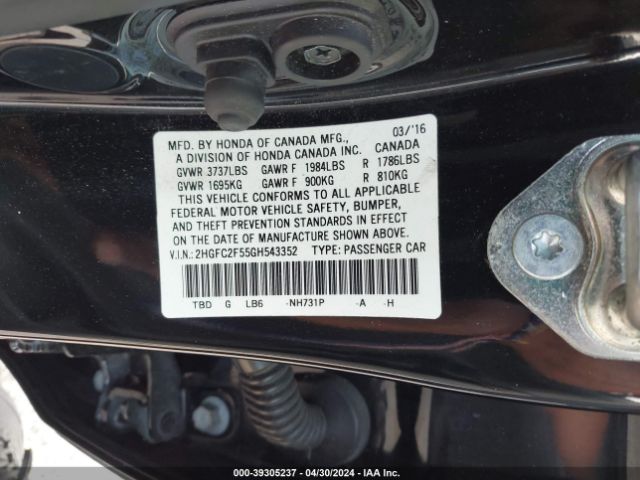 03/'16
MFD. BY HONDA OF CANADA MFG., CANADA
A DIVISION OF HONDA CANADA INC.
GVWR 3737LBS GAWR F 1984LBS R 1786LBS
GVWR 1695KG GAWR F 900KG R 810KG
THIS VEHICLE CONFORMS TO ALL APPLICABLE
FEDERAL MOTOR VEHICLE SAFETY, BUMPER,
AND THEFT PREVENTION STANDARDS IN EFFECT
ON THE DATE OF MANUFACTURE SHOWN ABOVE.
V.I.N.: 2HGFC2F55GH543352 TYPE: PASSENGER CAR
TBD G LB6 -NH731P -A -H
000-39305237 - 04/30/2024 - IAA Inc.